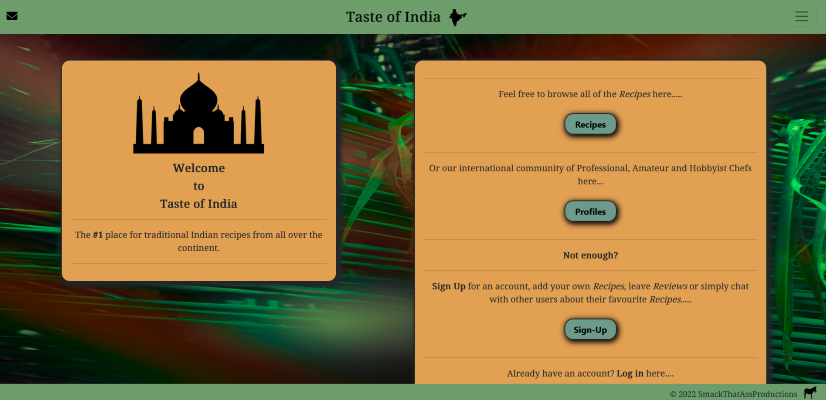 Taste of India
Welcome
to
Taste of India
The #1 place for traditional Indian recipes from all over the
continent.
Feel free to browse all of the Recipes here.....
Recipes
Or our international community of Professional, Amateur and Hobbyist Chefs
here...
Profiles
Not enough?
Sign Up for an account, add your own Recipes, leave Reviews or simply chat
with other users about their favourite Recipes.....
Sign-Up
Already have an account? Log in here....
© 2022 SmackThatAssProductions